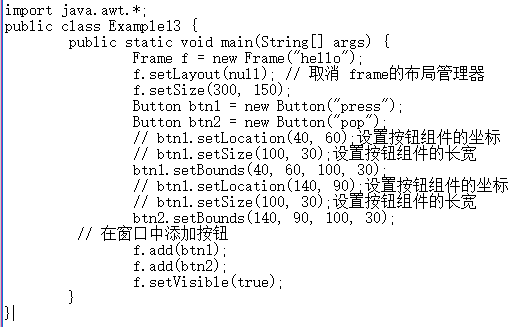 import java.awt.*;
public class Example13 {
public static void main(String[] args) {
Frame f = new Frame("hello");
f.setLayout(null); // 取消 frame的布局管理器
f.setSize(300, 150);
Button btn1 = new Button("press");
Button btn2 = new Button("pop");
// btn1.setLocation(40, 60);设置按钮组件的坐标
// btn1.setSize(100, 30);设置按钮组件的长宽
btn1.setBounds(40, 60, 100, 30);
// btn1.setLocation(140, 90);设置按钮组件的坐标
// btn1.setSize(100, 30);设置按钮组件的长宽
btn2.setBounds(140, 90, 100, 30);
// 在窗口中添加按钮
f.add(btn1);
f.add(btn2);
f.setVisible(true);
}
}